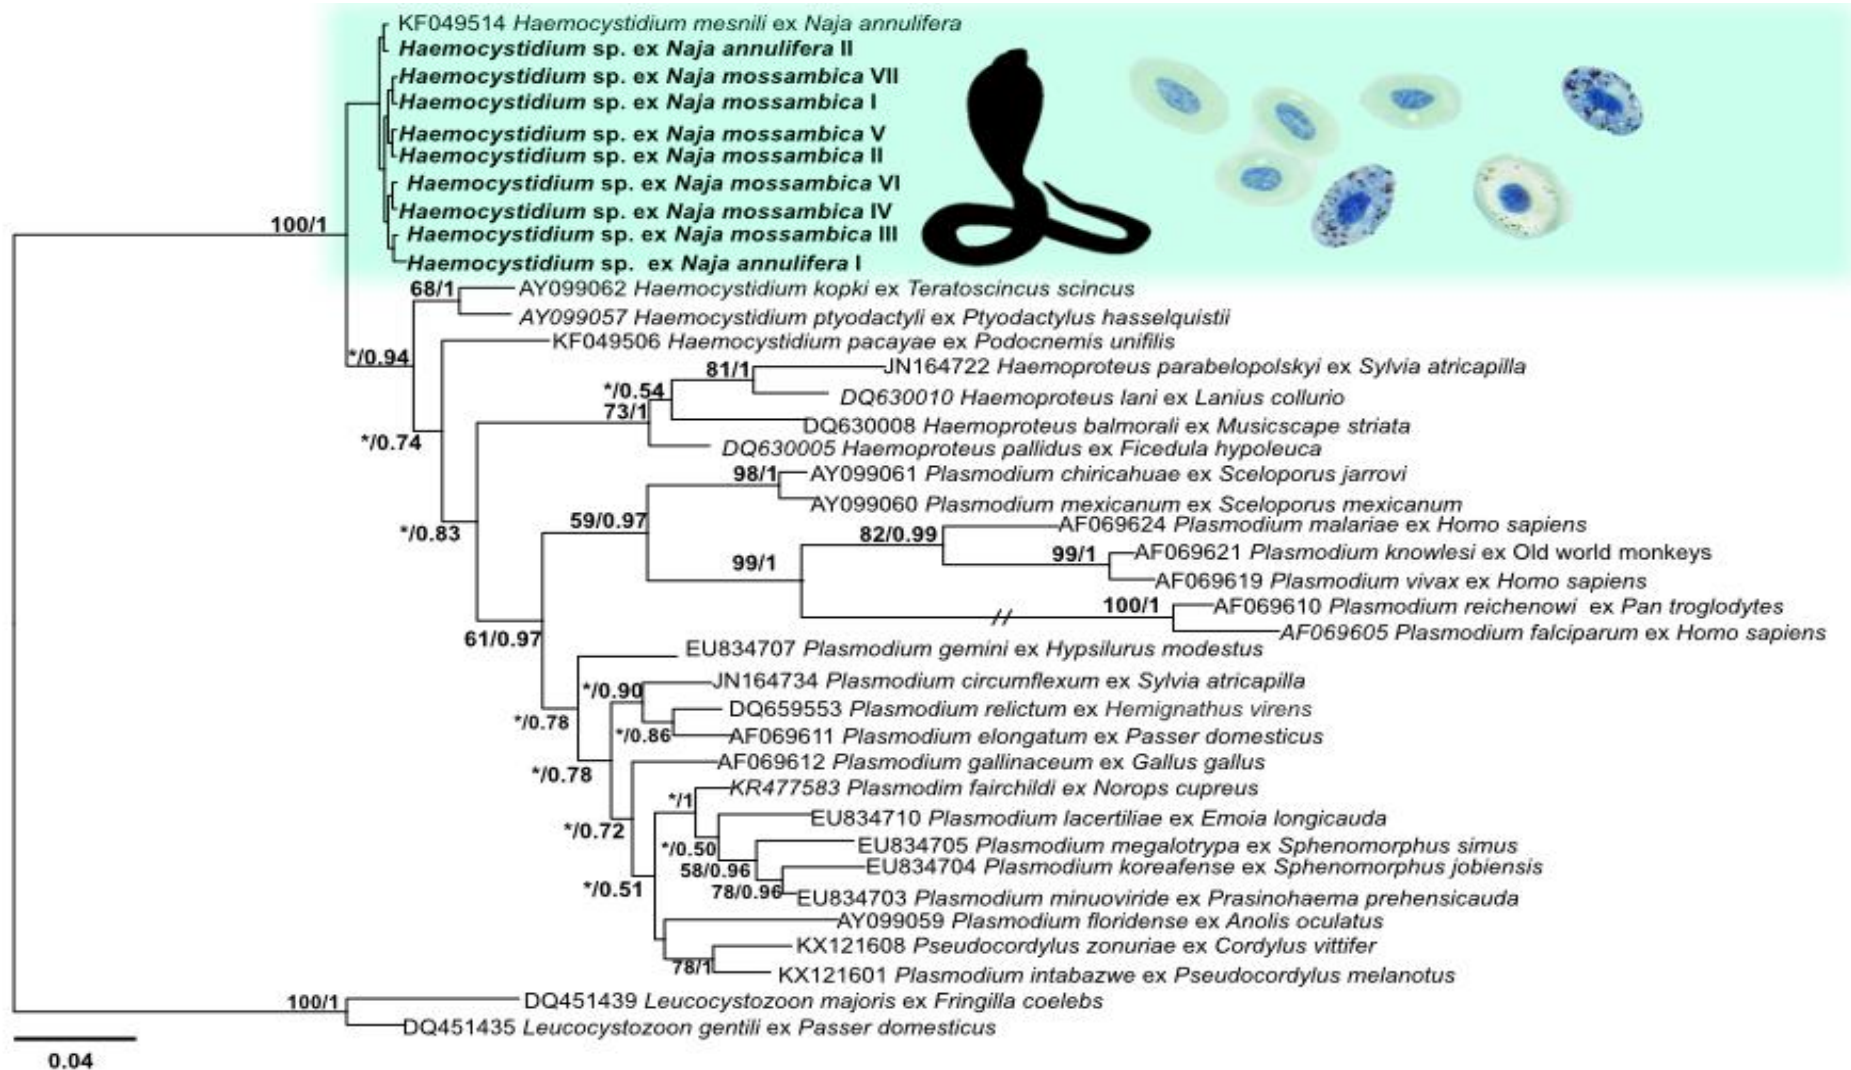 KF049514 Haemocystidium mesnili ex Naja annulifera
Haemocystidium sp. ex Naja annulifera II
Haemocystidium sp. ex Naja mossambica VII
Haemocystidium sp. ex Naja mossambica I
Haemocystidium sp. ex Naja mossambica V
Haemocystidium sp. ex Naja mossambica II
Haemocystidium sp. ex Naja mossambica VI
Haemocystidium sp. ex Naja mossambica IV
100/1
Haemocystidium sp. ex Naja mossambica III
Haemocystidium sp. ex Naja annulifera I
68/1
AY099062 Haemocystidium kopki ex Teratoscincus scincus
AY099057 Haemocystidium ptyodactyli ex Ptyodactylus hasselquistii
KF049506 Haemocystidium pacayae ex Podocnemis unifilis
*/0.94
81/1
JN164722 Haemoproteus parabelopolskyi ex Sylvia atricapilla
*/0.54
DQ630010 Haemoproteus lani ex Lanius collurio
73/1
DQ630008 Haemoproteus balmorali ex Musicscape striata
*/0.74
DQ630005 Haemoproteus pallidus ex Ficedula hypoleuca
98/1
AY099061 Plasmodium chiricahuae ex Sceloporus jarrovi
AY099060 Plasmodium mexicanum ex Sceloporus mexicanum
59/0.97
AF069624 Plasmodium malariae ex Homo sapiens
*/0.83
82/0.99
99/1
AF069621 Plasmodium knowlesi ex Old world monkeys
99/1
AF069619 Plasmodium vivax ex Homo sapiens
100/1
AF069610 Plasmodium reichenowi ex Pan troglodytes
//
AF069605 Plasmodium falciparum ex Homo sapiens
61/0.97
EU834707 Plasmodium gemini ex Hypsilurus modestus
*/0.90
JN164734 Plasmodium circumflexum ex Sylvia atricapilla
DQ659553 Plasmodium relictum ex Hemignathus virens
*/0.78
*/0.86
AF069611 Plasmodium elongatum ex Passer domesticus
AF069612 Plasmodium gallinaceum ex Gallus gallus
*/0.78
KR477583 Plasmodim fairchildi ex Norops cupreus
*/1
EU834710 Plasmodium lacertiliae ex Emoia longicauda
*/0.72
*/0.50
EU834705 Plasmodium megalotrypa ex Sphenomorphus simus
58/0.96
EU834704 Plasmodium koreafense ex Sphenomorphus jobiensis
*/0.51
78/0.96
EU834703 Plasmodium minuoviride ex Prasinohaema prehensicauda
AY099059 Plasmodium floridense ex Anolis oculatus
KX121608 Pseudocordylus zonuriae ex Cordylus vittifer
78/1
KX121601 Plasmodium intabazwe ex Pseudocordylus melanotus
100/1
DQ451439 Leucocystozoon majoris ex Fringilla coelebs
DQ451435 Leucocystozoon gentili ex Passer domesticus
0.04